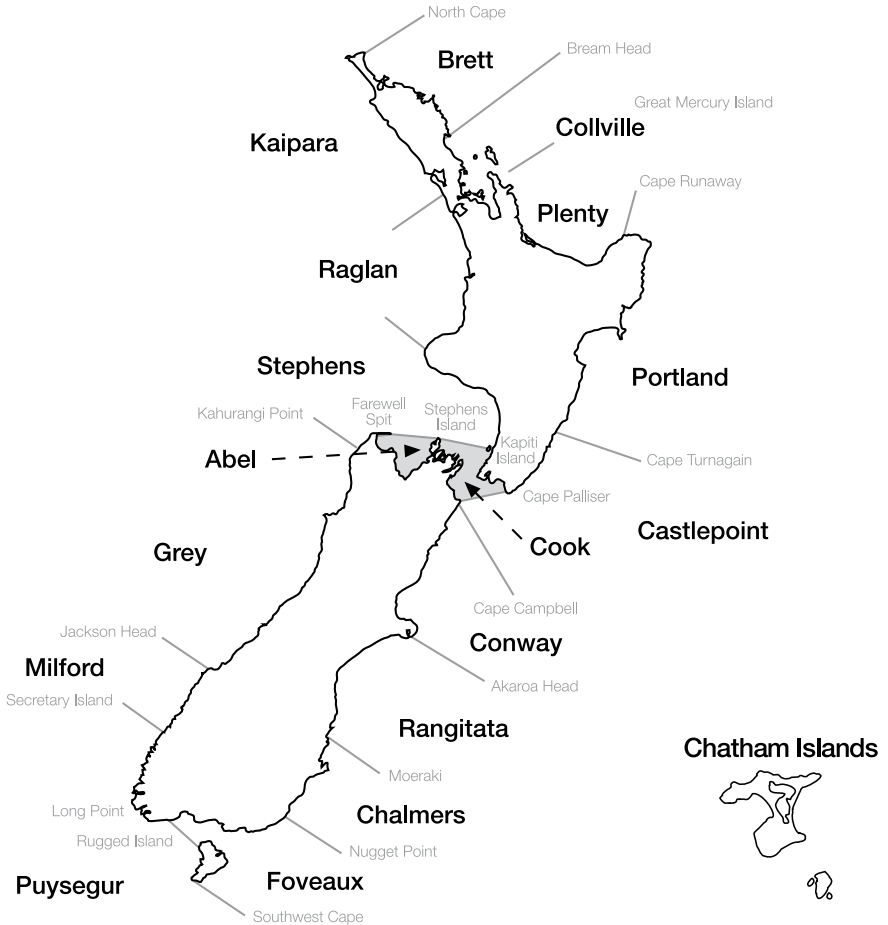 North Cape
Brett
Bream Head
Great Mercury Island
Collville
Kaipara
Cape Runaway
Plenty
Raglan
Stephens
Portland
Farewell
Spit
Stephens
Island
Kahurangi Point
Kapiti
Island
Abel
Cape Turnagain
Cape Palliser
Castlepoint
Cook
Grey
Cape Campbell
Jackson Head
Conway
Milford
Akaroa Head
Secretary Island
Rangitata
Chatham Islands
Moeraki
Long Point
Chalmers
Rugged Island
Nugget Point
Puysegur
Foveaux
Southwest Cape